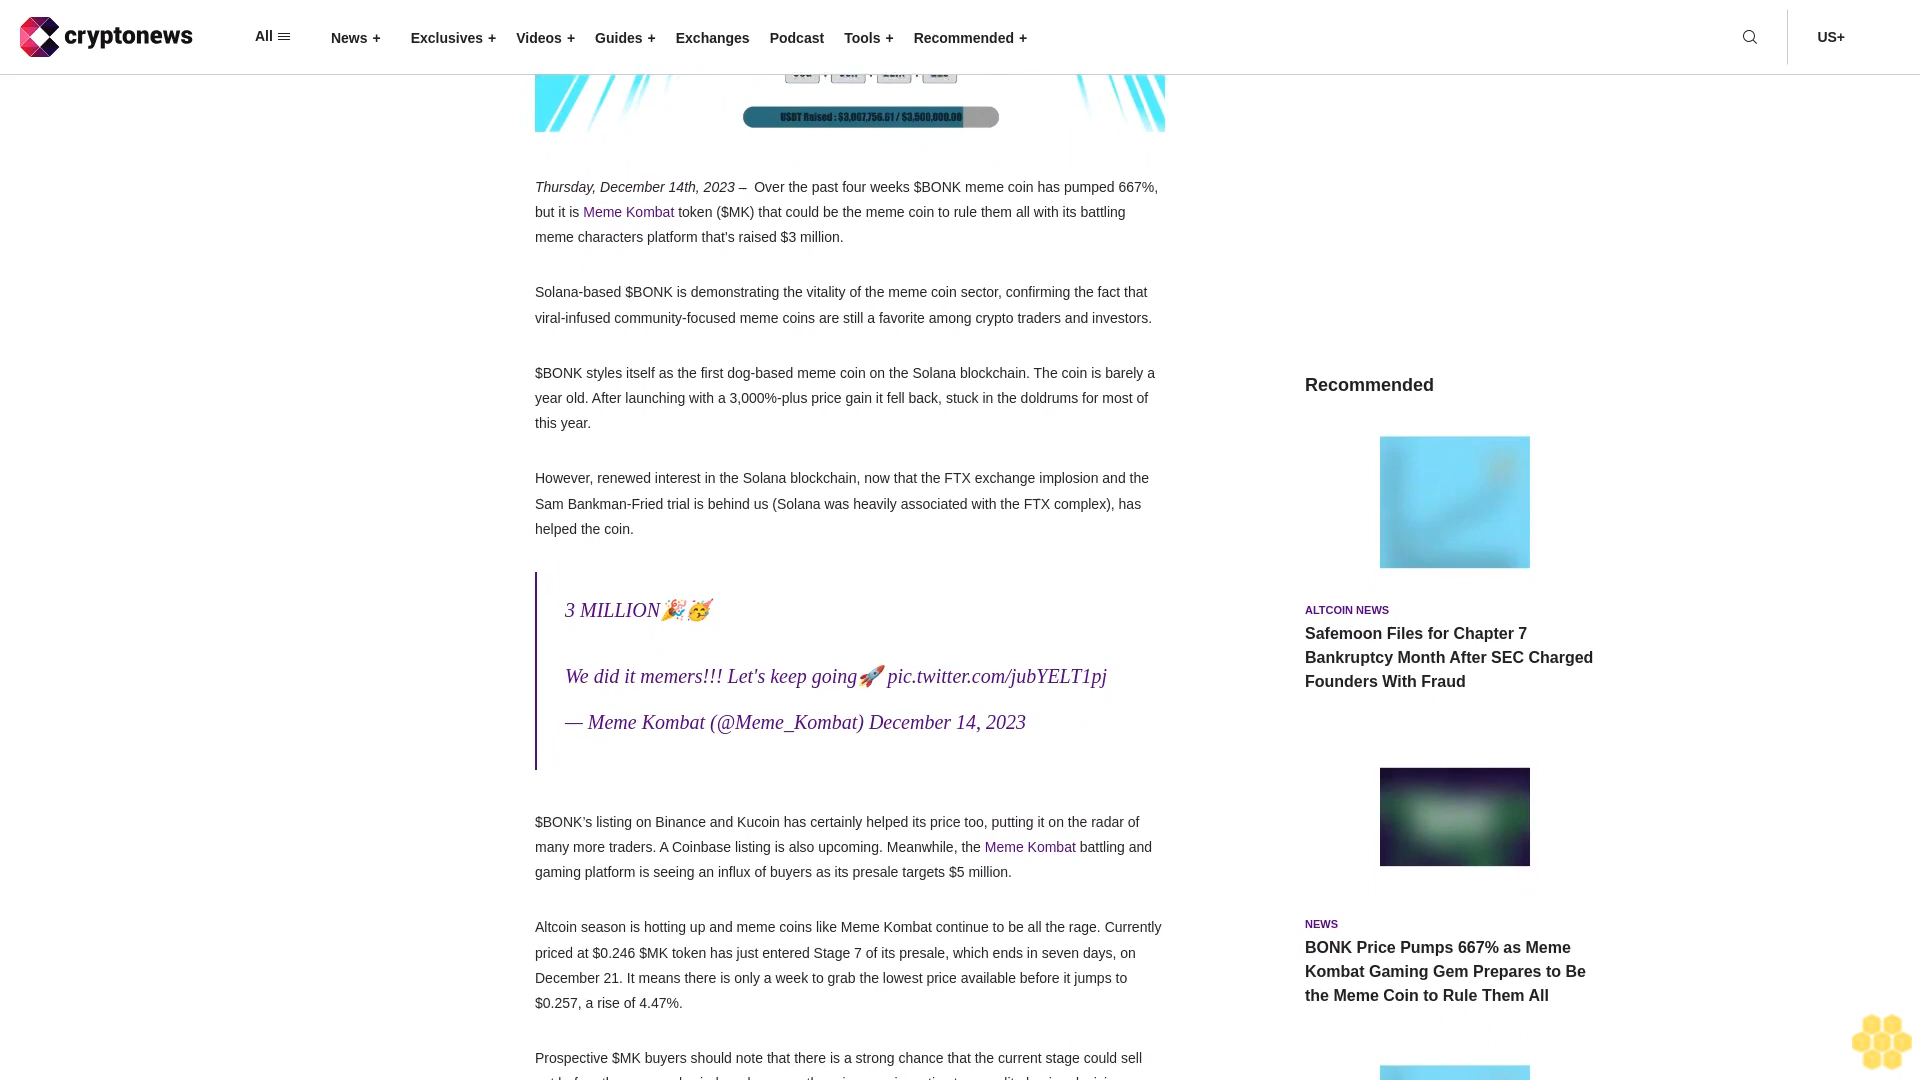 cryptonews
All
News +
Exclusives +
Videos +
Guides +
Exchanges
Podcast
Tools +
Recommended +
US+
USDT Raised : $3,067,756.61 / $3,500,000.00
Thursday, December 14th, 2023 – Over the past four weeks $BONK meme coin has pumped 667%,
but it is Meme Kombat token ($MK) that could be the meme coin to rule them all with its battling
meme characters platform that’s raised $3 million.
Solana-based $BONK is demonstrating the vitality of the meme coin sector, confirming the fact that
viral-infused community-focused meme coins are still a favorite among crypto traders and investors.
$BONK styles itself as the first dog-based meme coin on the Solana blockchain. The coin is barely a
year old. After launching with a 3,000%-plus price gain it fell back, stuck in the doldrums for most of
this year.
However, renewed interest in the Solana blockchain, now that the FTX exchange implosion and the
Sam Bankman-Fried trial is behind us (Solana was heavily associated with the FTX complex), has
helped the coin.
3 MILLION🎉🥳
We did it memers!!! Let's keep going🚀 pic.twitter.com/jubYELT1pj
— Meme Kombat (@Meme_Kombat) December 14, 2023
$BONK’s listing on Binance and Kucoin has certainly helped its price too, putting it on the radar of
many more traders. A Coinbase listing is also upcoming. Meanwhile, the Meme Kombat battling and
gaming platform is seeing an influx of buyers as its presale targets $5 million.
Altcoin season is hotting up and meme coins like Meme Kombat continue to be all the rage. Currently
priced at $0.246 $MK token has just entered Stage 7 of its presale, which ends in seven days, on
December 21. It means there is only a week to grab the lowest price available before it jumps to
$0.257, a rise of 4.47%.
Prospective $MK buyers should note that there is a strong chance that the current stage could sell
Recommended
ALTCOIN NEWS
Safemoon Files for Chapter 7
Bankruptcy Month After SEC Charged
Founders With Fraud
NEWS
BONK Price Pumps 667% as Meme
Kombat Gaming Gem Prepares to Be
the Meme Coin to Rule Them All